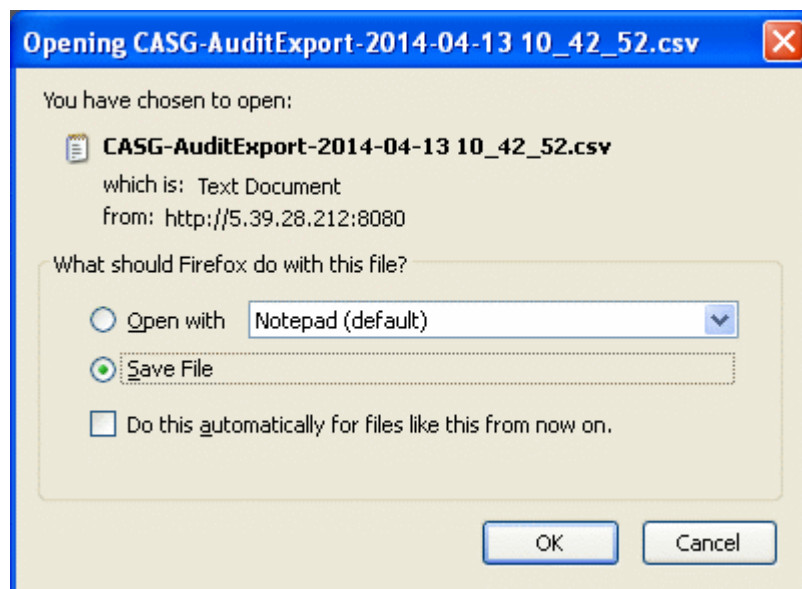 Opening CASG-AuditExport-2014-04-13 10_42_52.csv
You have chosen to open:
CASG-AuditExport-2014-04-13 10_42_52.csv
which is: Text Document
from: http://5.39.28.212:8080
What should Firefox do with this file?
Open with Notepad (default)
Save File
Do this automatically for files like this from now on.
OK Cancel